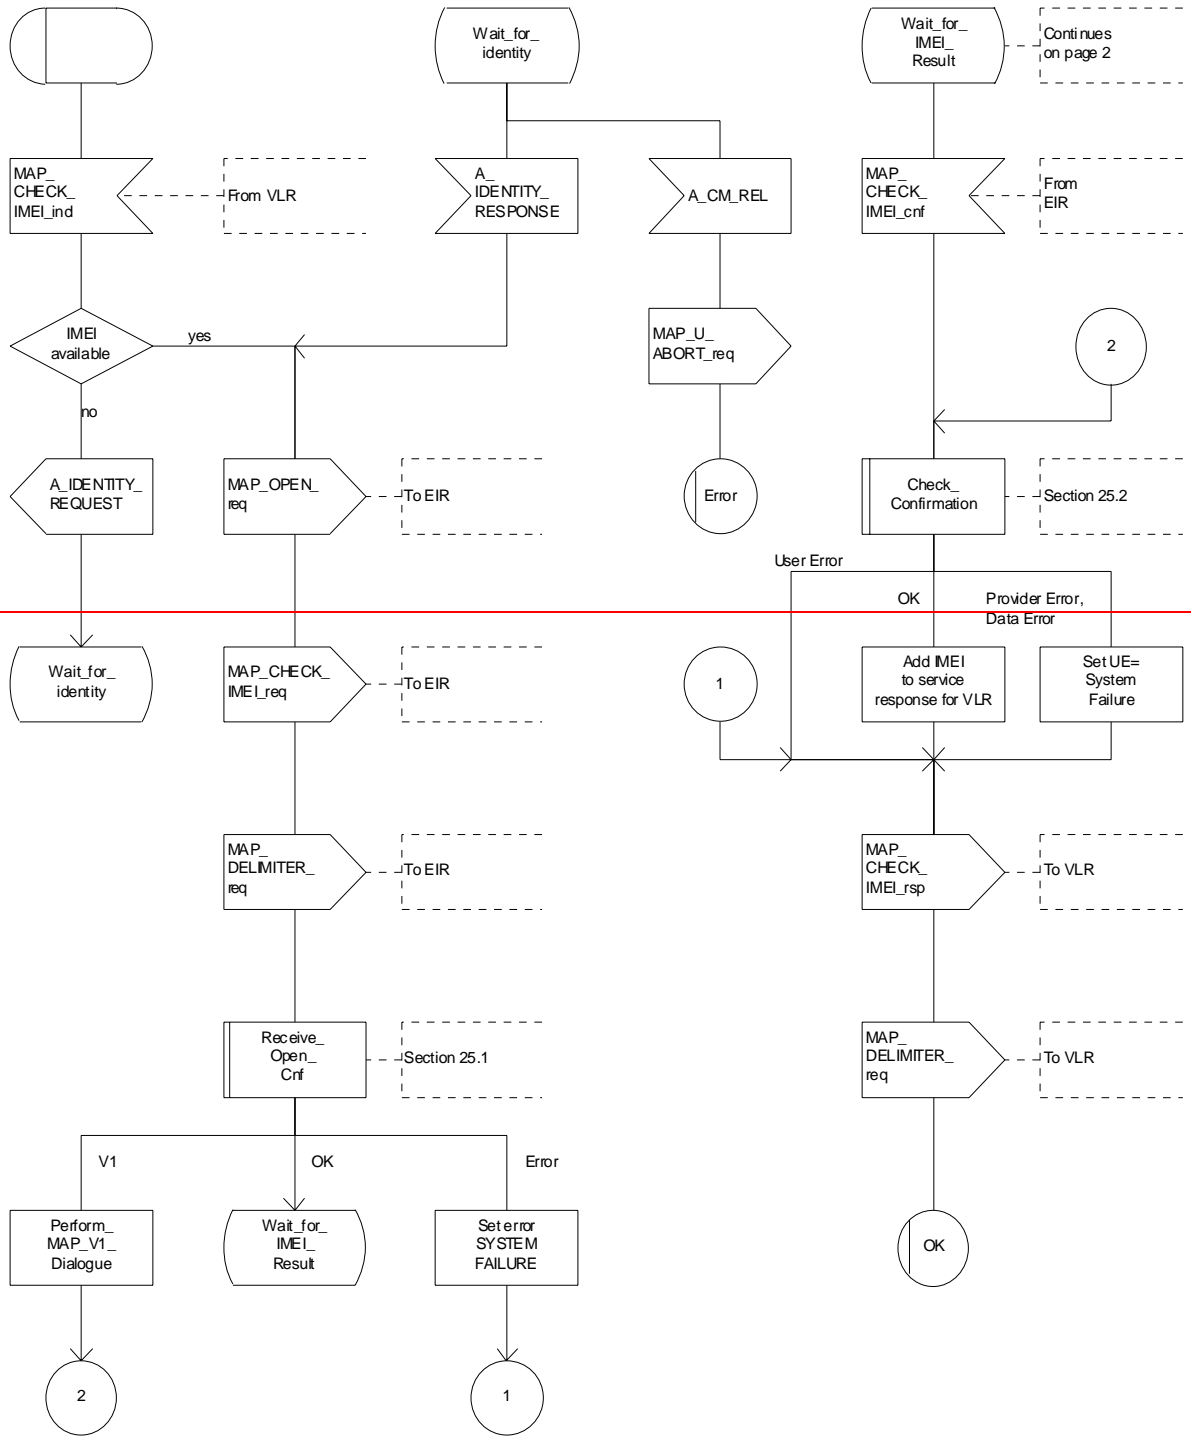 Wait_for_
identity
Wait_for_
IMEI_
Result
Continues
on page 2
MAP_
CHECK_
IMEI_ind
From VLR
A_
IDENTITY_
RESPONSE
A_CM_REL
MAP_
CHECK_
IMEI_cnf
From
EIR
IMEI
available
yes
no
MAP_U_
ABORT_req
2
A_IDENTITY_
REQUEST
MAP_OPEN_
req
To EIR
Error
Check_
Confirmation
Section 25.2
User Error
OK
Provider Error,
Data Error
Wait_for_
identity
MAP_CHECK_
IMEI_req
To EIR
1
Add IMEI
to service
response for VLR
Set UE=
System
Failure
MAP_
DELIMITER_
req
To EIR
MAP_
CHECK_
IMEI_rsp
To VLR
Receive_
Open_
Cnf
Section 25.1
MAP_
DELIMITER_
req
To VLR
V1
OK
Error
Perform_
MAP_V1_
Dialogue
Wait_for_
IMEI_
Result
Set error
SYSTEM
FAILURE
OK
2
1